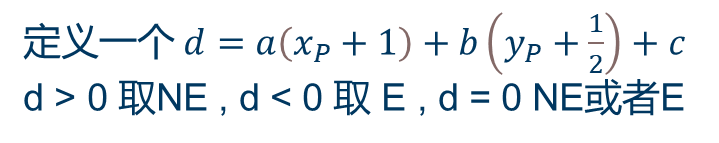 定义一个 d = a(x_P + 1) + b(y_P + 1/2) + c
d > 0 取NE , d < 0 取 E , d = 0 NE或者E